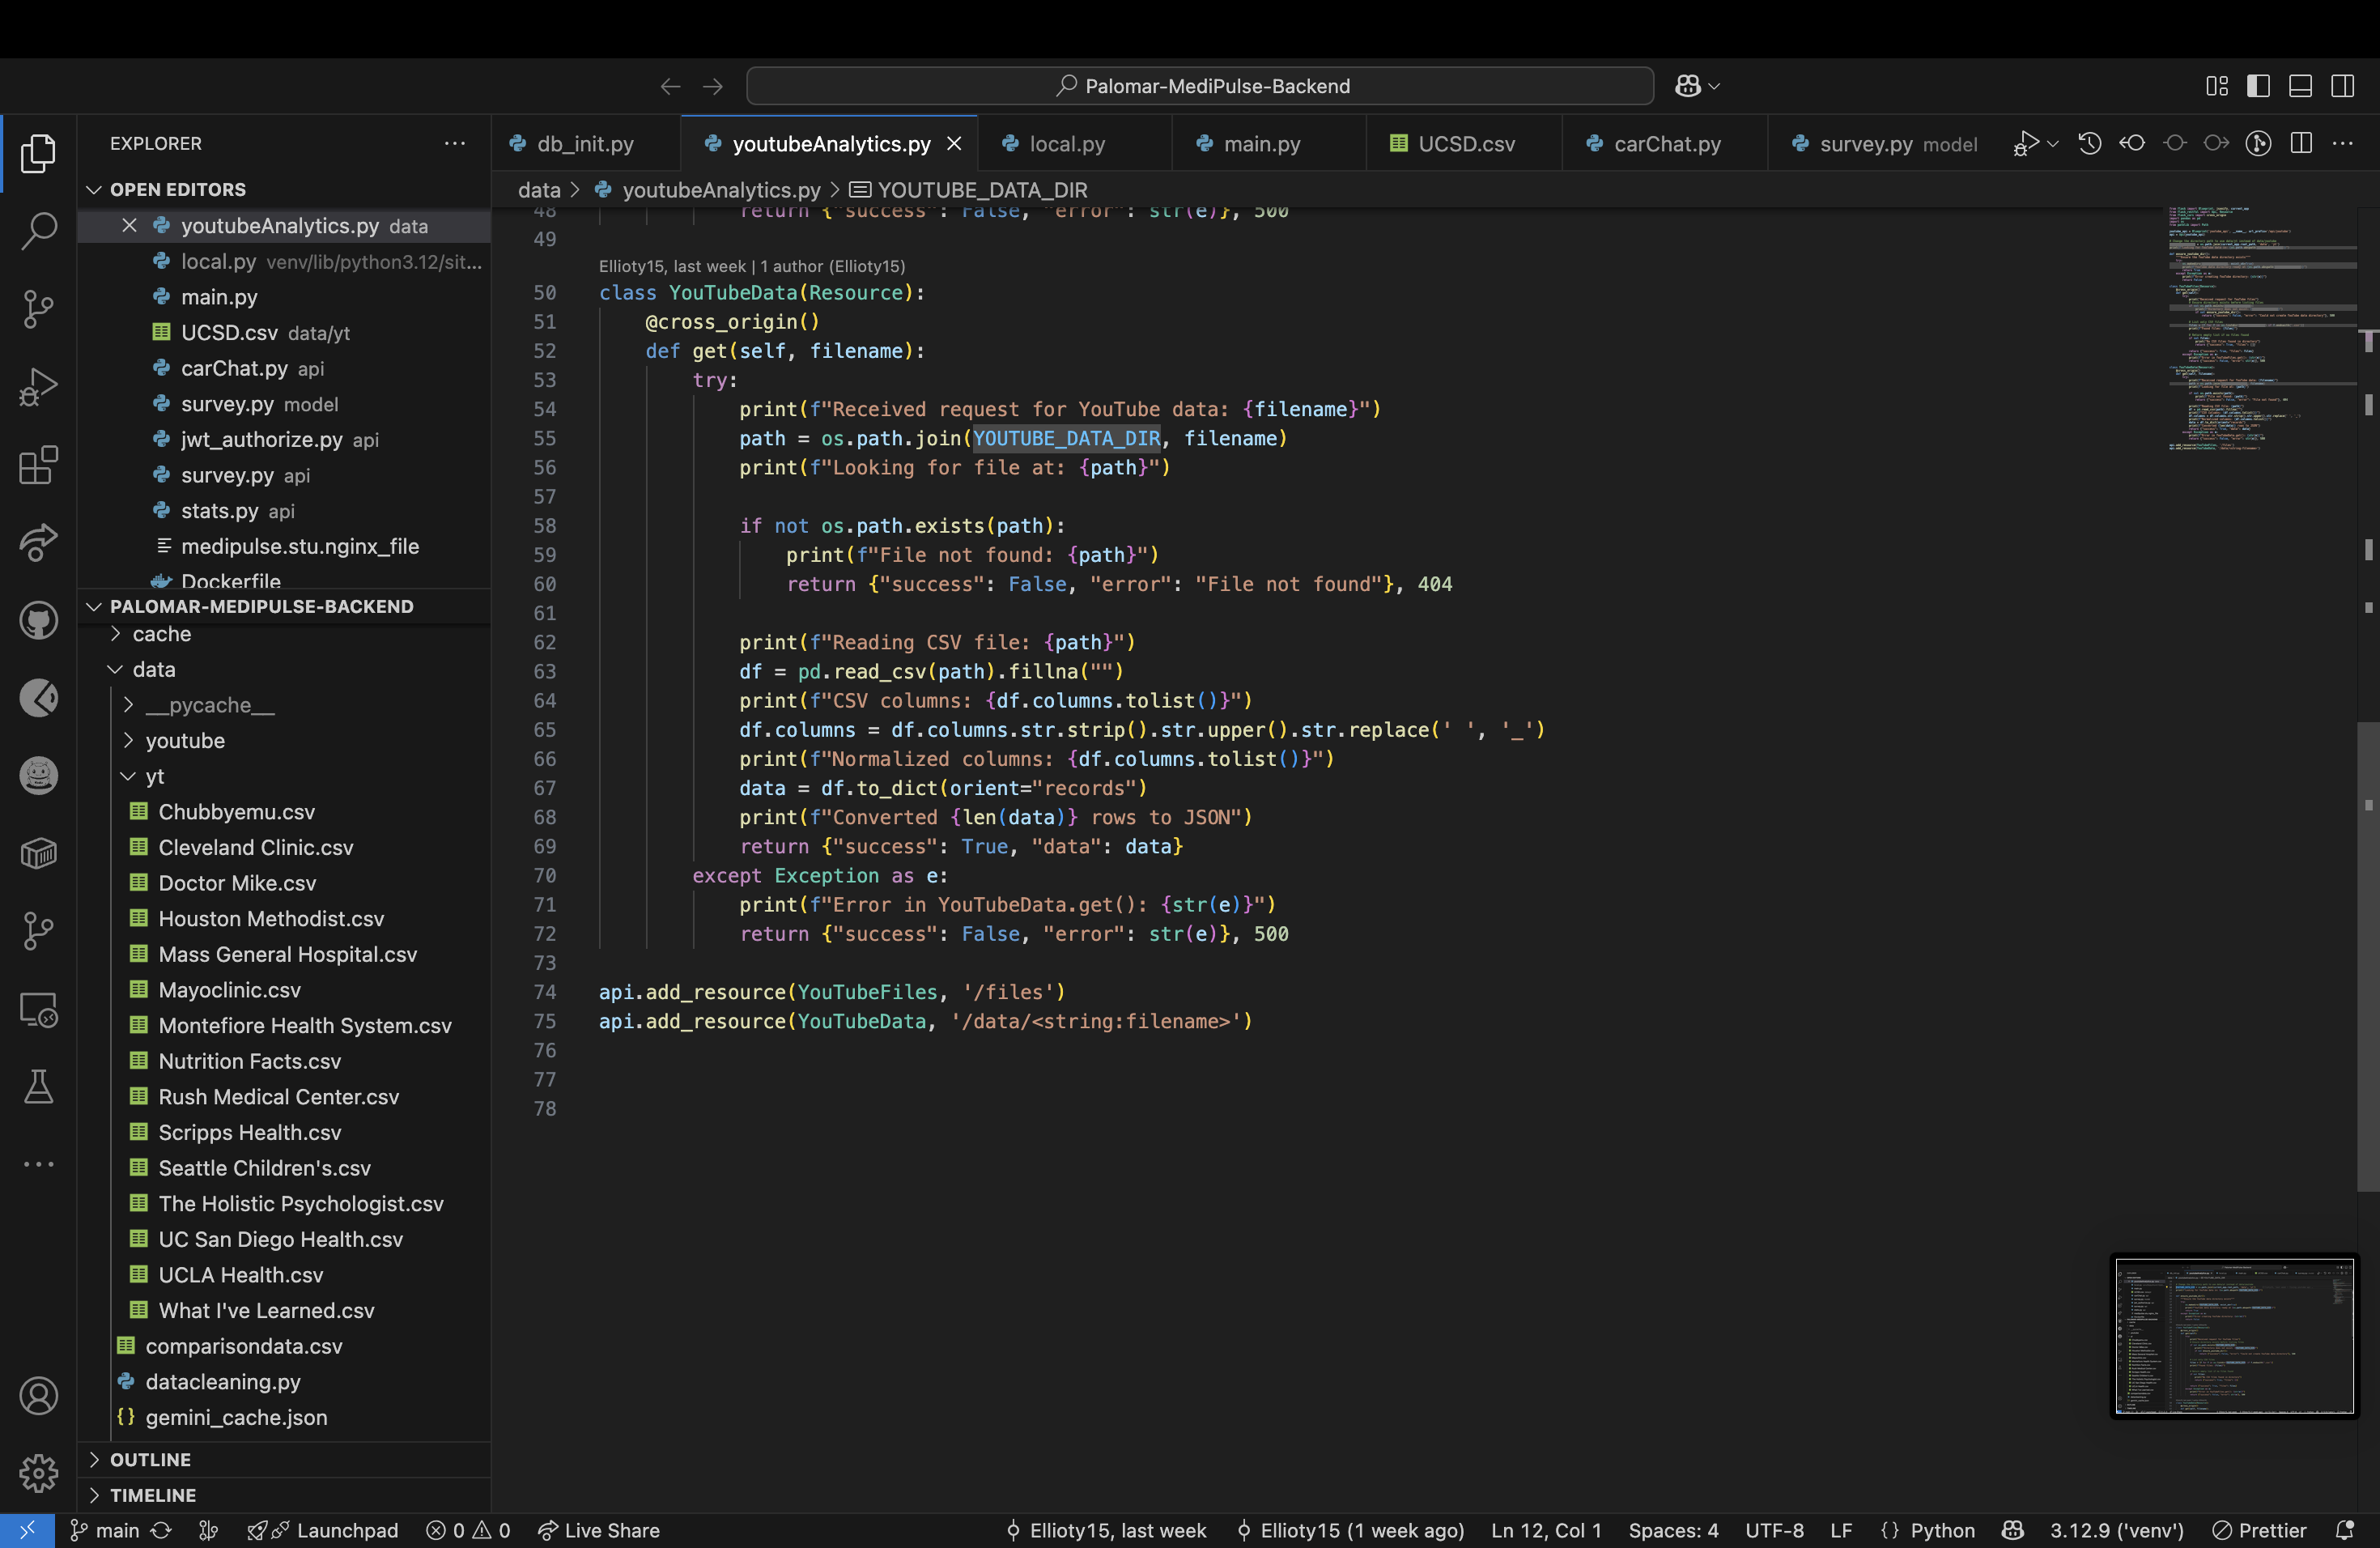 Palomar-MediPulse-Backend
EXPLORER
OPEN EDITORS
youtubeAnalytics.py data
local.py venv/lib/python3.12/sit...
main.py
UCSD.csv data/yt
carChat.py api
survey.py model
jwt_authorize.py api
survey.py api
stats.py api
medipulse.stu.nginx_file
Dockerfile
PALOMAR-MEDIPULSE-BACKEND
cache
data
__pycache__
youtube
yt
Chubbyemu.csv
Cleveland Clinic.csv
Doctor Mike.csv
Houston Methodist.csv
Mass General Hospital.csv
Mayoclinic.csv
Montefiore Health System.csv
Nutrition Facts.csv
Rush Medical Center.csv
Scripps Health.csv
Seattle Children's.csv
The Holistic Psychologist.csv
UC San Diego Health.csv
UCLA Health.csv
What I've Learned.csv
comparisondata.csv
datacleaning.py
gemini_cache.json
OUTLINE
TIMELINE
db_init.py youtubeAnalytics.py local.py main.py UCSD.csv carChat.py survey.py model
data > youtubeAnalytics.py > YOUTUBE_DATA_DIR
48 return {"success": False, "error": str(e)}, 500
49
Ellioty15, last week | 1 author (Ellioty15)
50 class YouTubeData(Resource):
51 @cross_origin()
52 def get(self, filename):
53 try:
54 print(f"Received request for YouTube data: {filename}")
55 path = os.path.join(YOUTUBE_DATA_DIR, filename)
56 print(f"Looking for file at: {path}")
57
58 if not os.path.exists(path):
59 print(f"File not found: {path}")
60 return {"success": False, "error": "File not found"}, 404
61
62 print(f"Reading CSV file: {path}")
63 df = pd.read_csv(path).fillna("")
64 print(f"CSV columns: {df.columns.tolist()}")
65 df.columns = df.columns.str.strip().str.upper().str.replace(' ', '_')
66 print(f"Normalized columns: {df.columns.tolist()}")
67 data = df.to_dict(orient="records")
68 print(f"Converted {len(data)} rows to JSON")
69 return {"success": True, "data": data}
70 except Exception as e:
71 print(f"Error in YouTubeData.get(): {str(e)}")
72 return {"success": False, "error": str(e)}, 500
73
74 api.add_resource(YouTubeFiles, '/files')
75 api.add_resource(YouTubeData, '/data/<string:filename>')
76
77
78
main Launchpad 0 0 Live Share Ellioty15, last week Ellioty15 (1 week ago) Ln 12, Col 1 Spaces: 4 UTF-8 LF {} Python 3.12.9 ('venv') Prettier